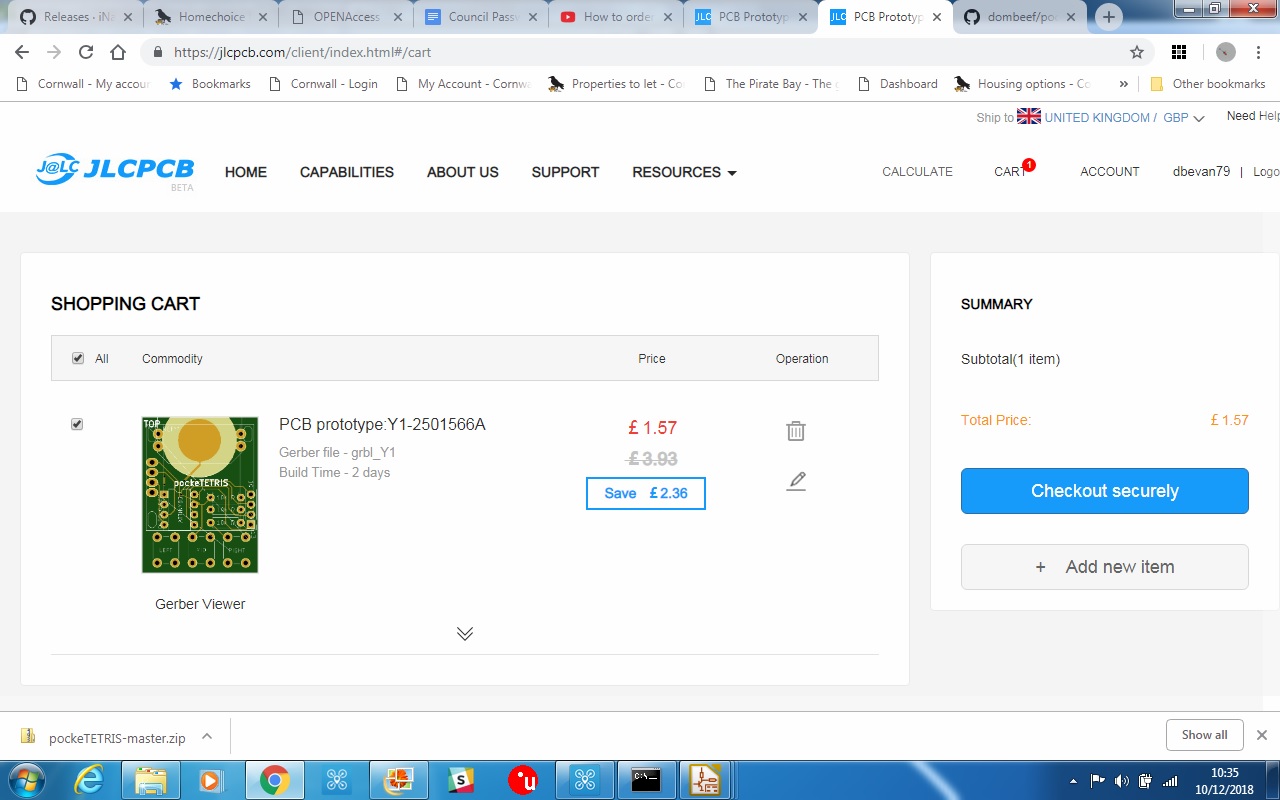 Releases · iNa
Homechoice
OPENAccess
Council Pass
How to orde
PCB Prototyp
PCB Prototyp
dombeef/po
https://jlcpcb.com/client/index.html#/cart
Cornwall - My accour
Bookmarks
Cornwall - Login
My Account - Cornwa
Properties to let - Co
The Pirate Bay - The g
Dashboard
Housing options - Co
»
Other bookmarks
Ship to UNITED KINGDOM / GBP
Need Help
J@LC JLCPCB
BETA
HOME CAPABILITIES ABOUT US SUPPORT RESOURCES
CALCULATE CART 1 ACCOUNT dbevan79 | Logo
SHOPPING CART
All Commodity Price Operation
TOP
pockeTETRIS
LEFT
RIGHT
PCB prototype:Y1-2501566A
Gerber file - grbl_Y1
Build Time - 2 days
£ 1.57
£ 3.93
Save £ 2.36
Gerber Viewer
SUMMARY
Subtotal(1 item)
Total Price: £ 1.57
Checkout securely
+ Add new item
pockeTETRIS-master.zip
Show all
C:\_
10:35
10/12/2018